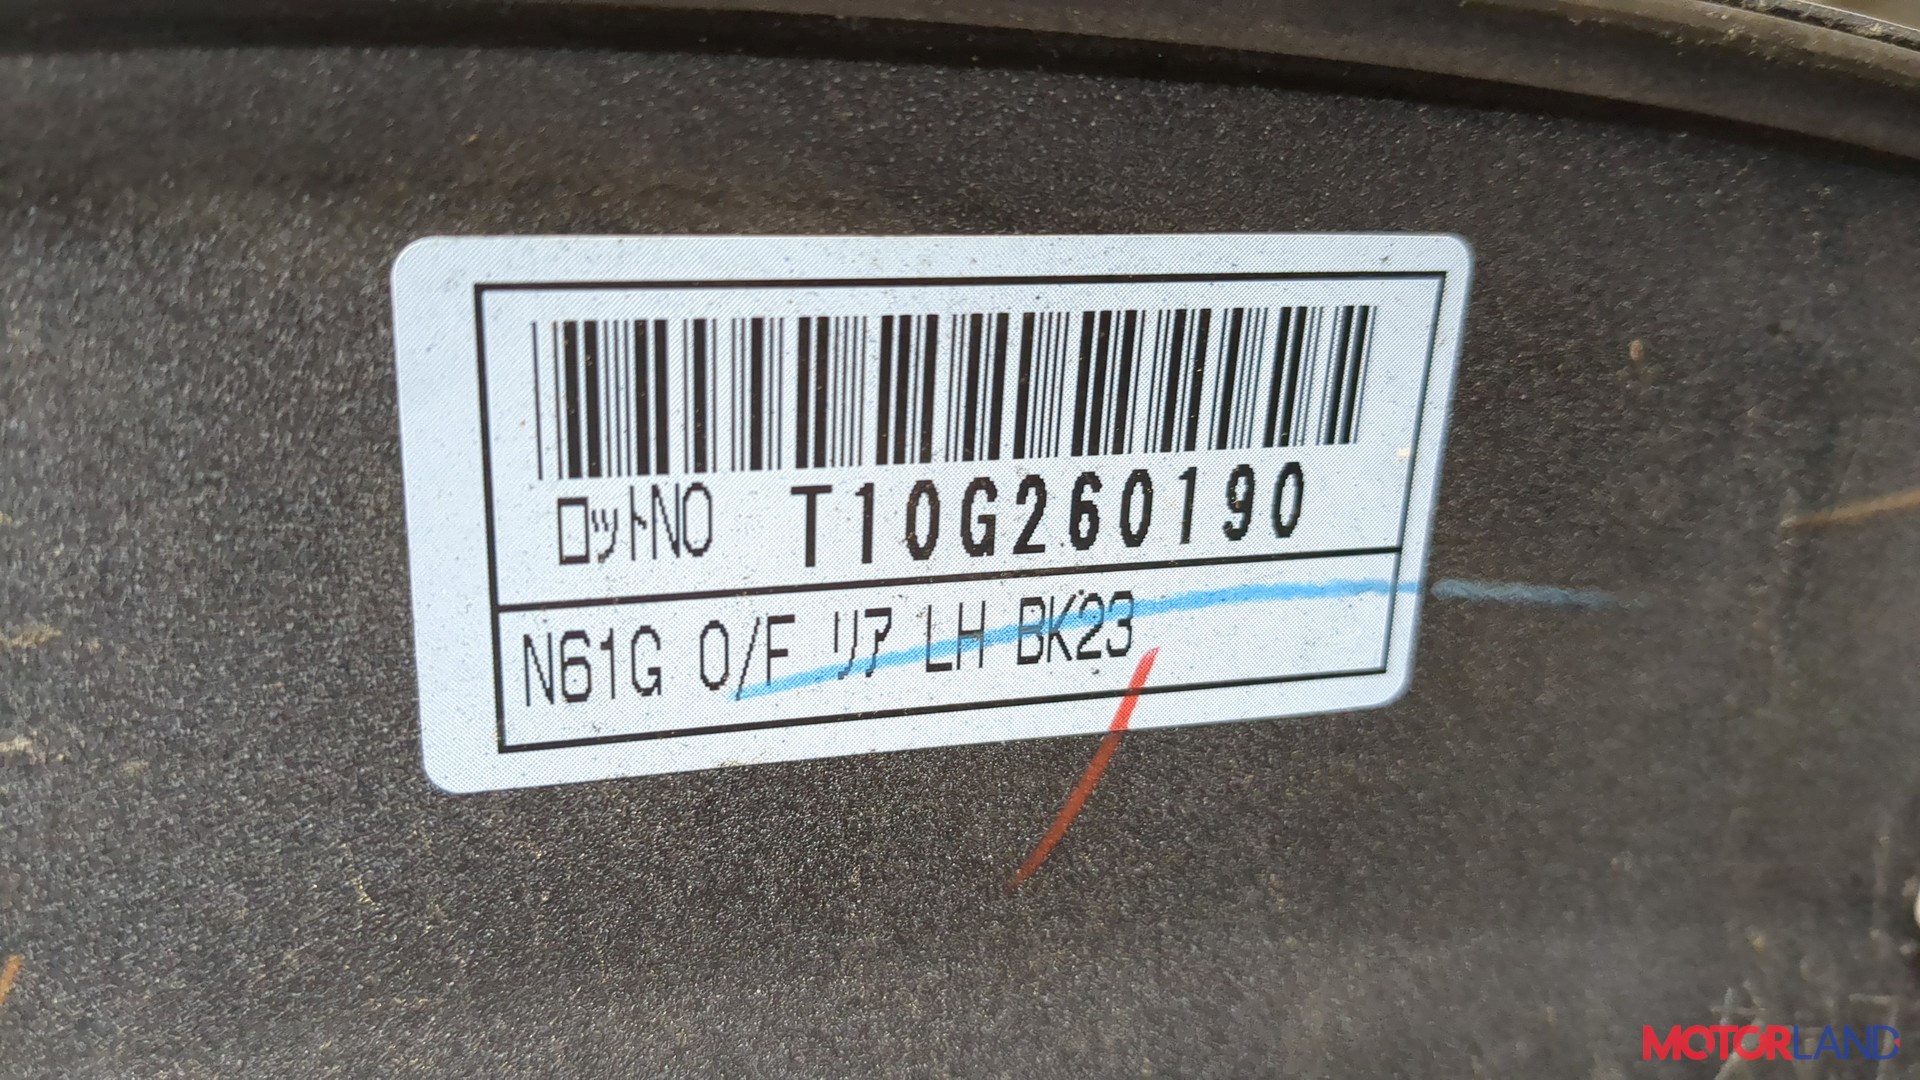 ロットNO T10G260190
N61G O/F リア LH BK23
MOTORLAND